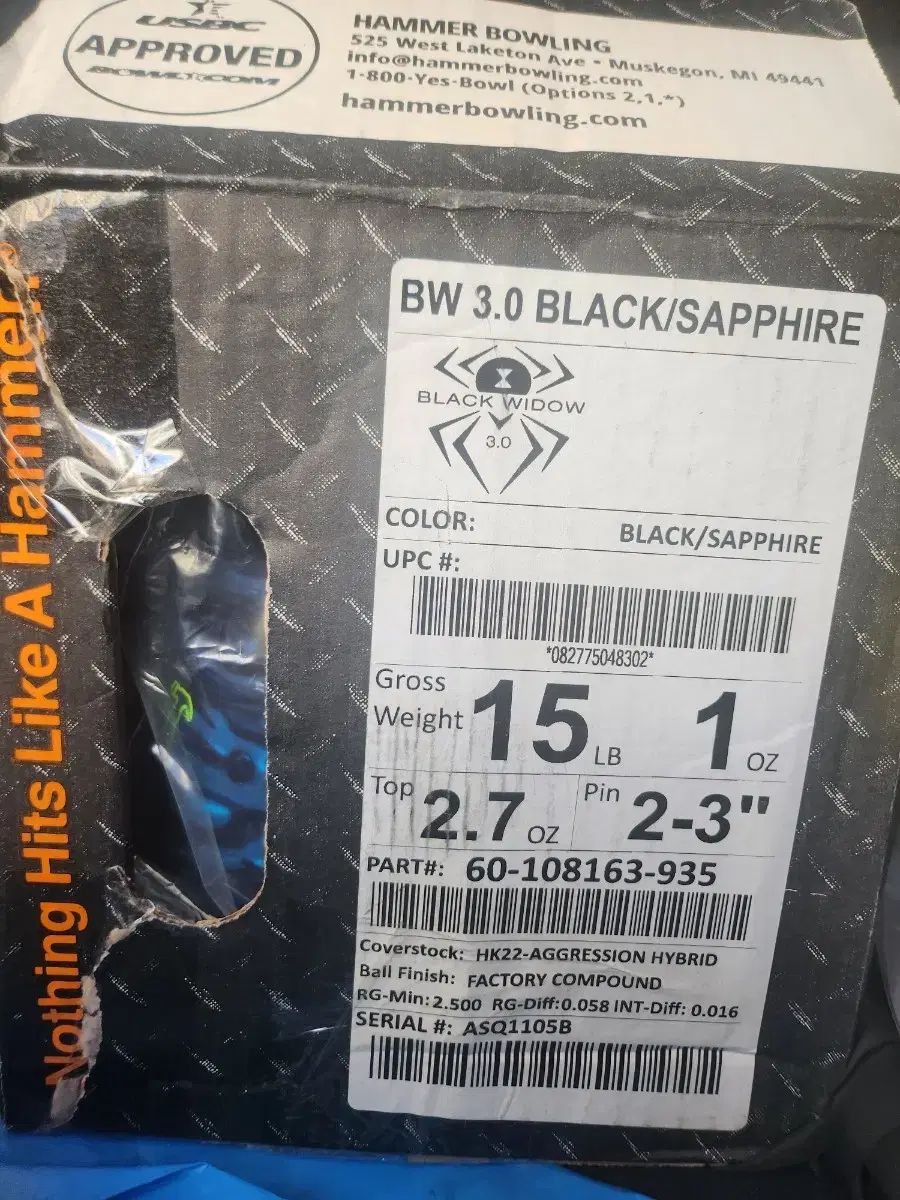 USBC
APPROVED
BOWL.COM
HAMMER BOWLING
525 West Laketon Ave • Muskegon, MI 49441
info@hammerbowling.com
1-800-Yes-Bowl (Options 2,1,*)
hammerbowling.com
Nothing Hits Like A Hammer.®
BW 3.0 BLACK/SAPPHIRE
BLACK WIDOW
3.0
COLOR: BLACK/SAPPHIRE
UPC #:
*082775048302*
Gross Weight 15 LB 1 OZ
Top 2.7 OZ Pin 2-3"
PART#: 60-108163-935
Coverstock: HK22-AGGRESSION HYBRID
Ball Finish: FACTORY COMPOUND
RG-Min: 2.500 RG-Diff: 0.058 INT-Diff: 0.016
SERIAL #: ASQ1105B